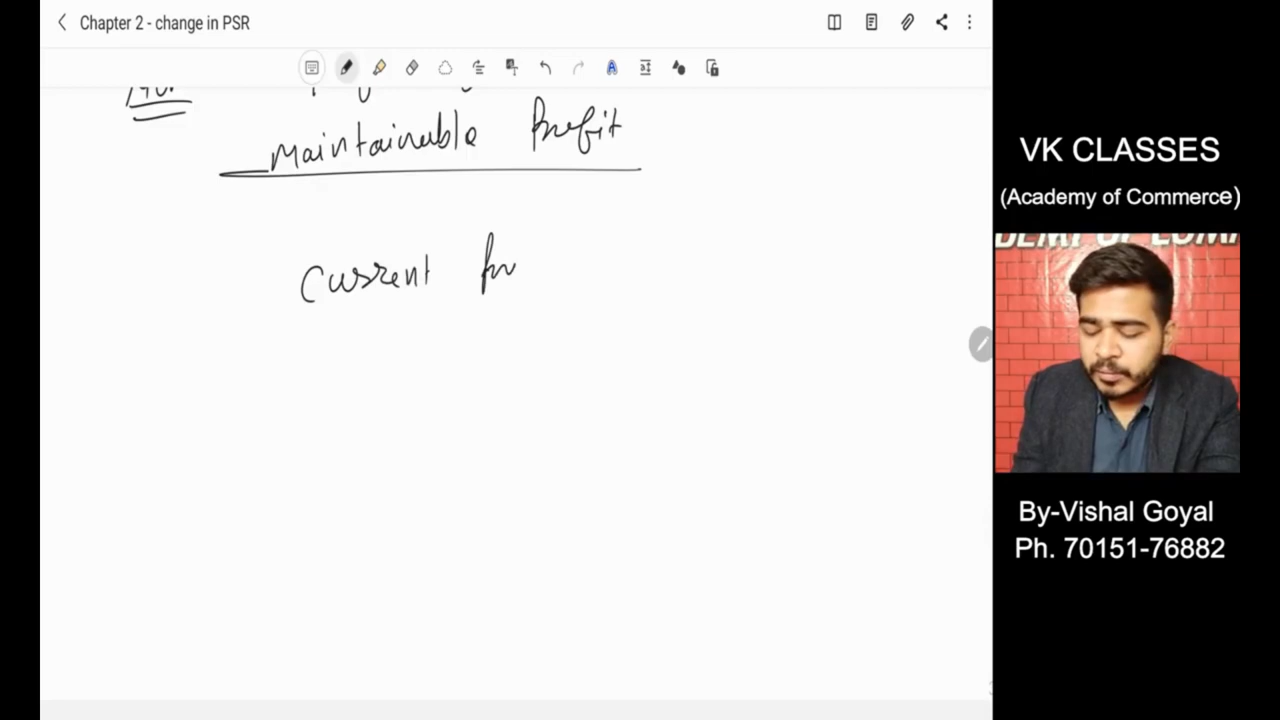 Chapter 2 - change in PSR
Maintainable Profit
Current
VK CLASSES
(Academy of Commerce)
By-Vishal Goyal
Ph. 70151-76882